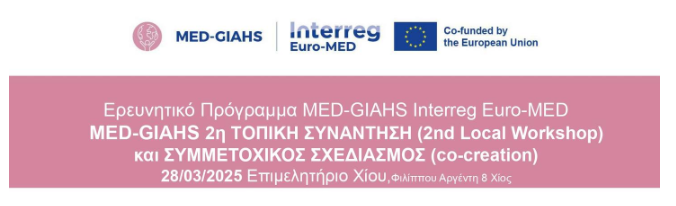 MED-GIAHS
Interreg
Euro-MED
Co-funded by
the European Union
Ερευνητικό Πρόγραμμα MED-GIAHS Interreg Euro-MED
MED-GIAHS 2η ΤΟΠΙΚΗ ΣΥΝΑΝΤΗΣΗ (2nd Local Workshop)
και ΣΥΜΜΕΤΟΧΙΚΟΣ ΣΧΕΔΙΑΣΜΟΣ (co-creation)
28/03/2025 Επιμελητήριο Χίου,Φιλίππου Αργέντη 8 Χίος